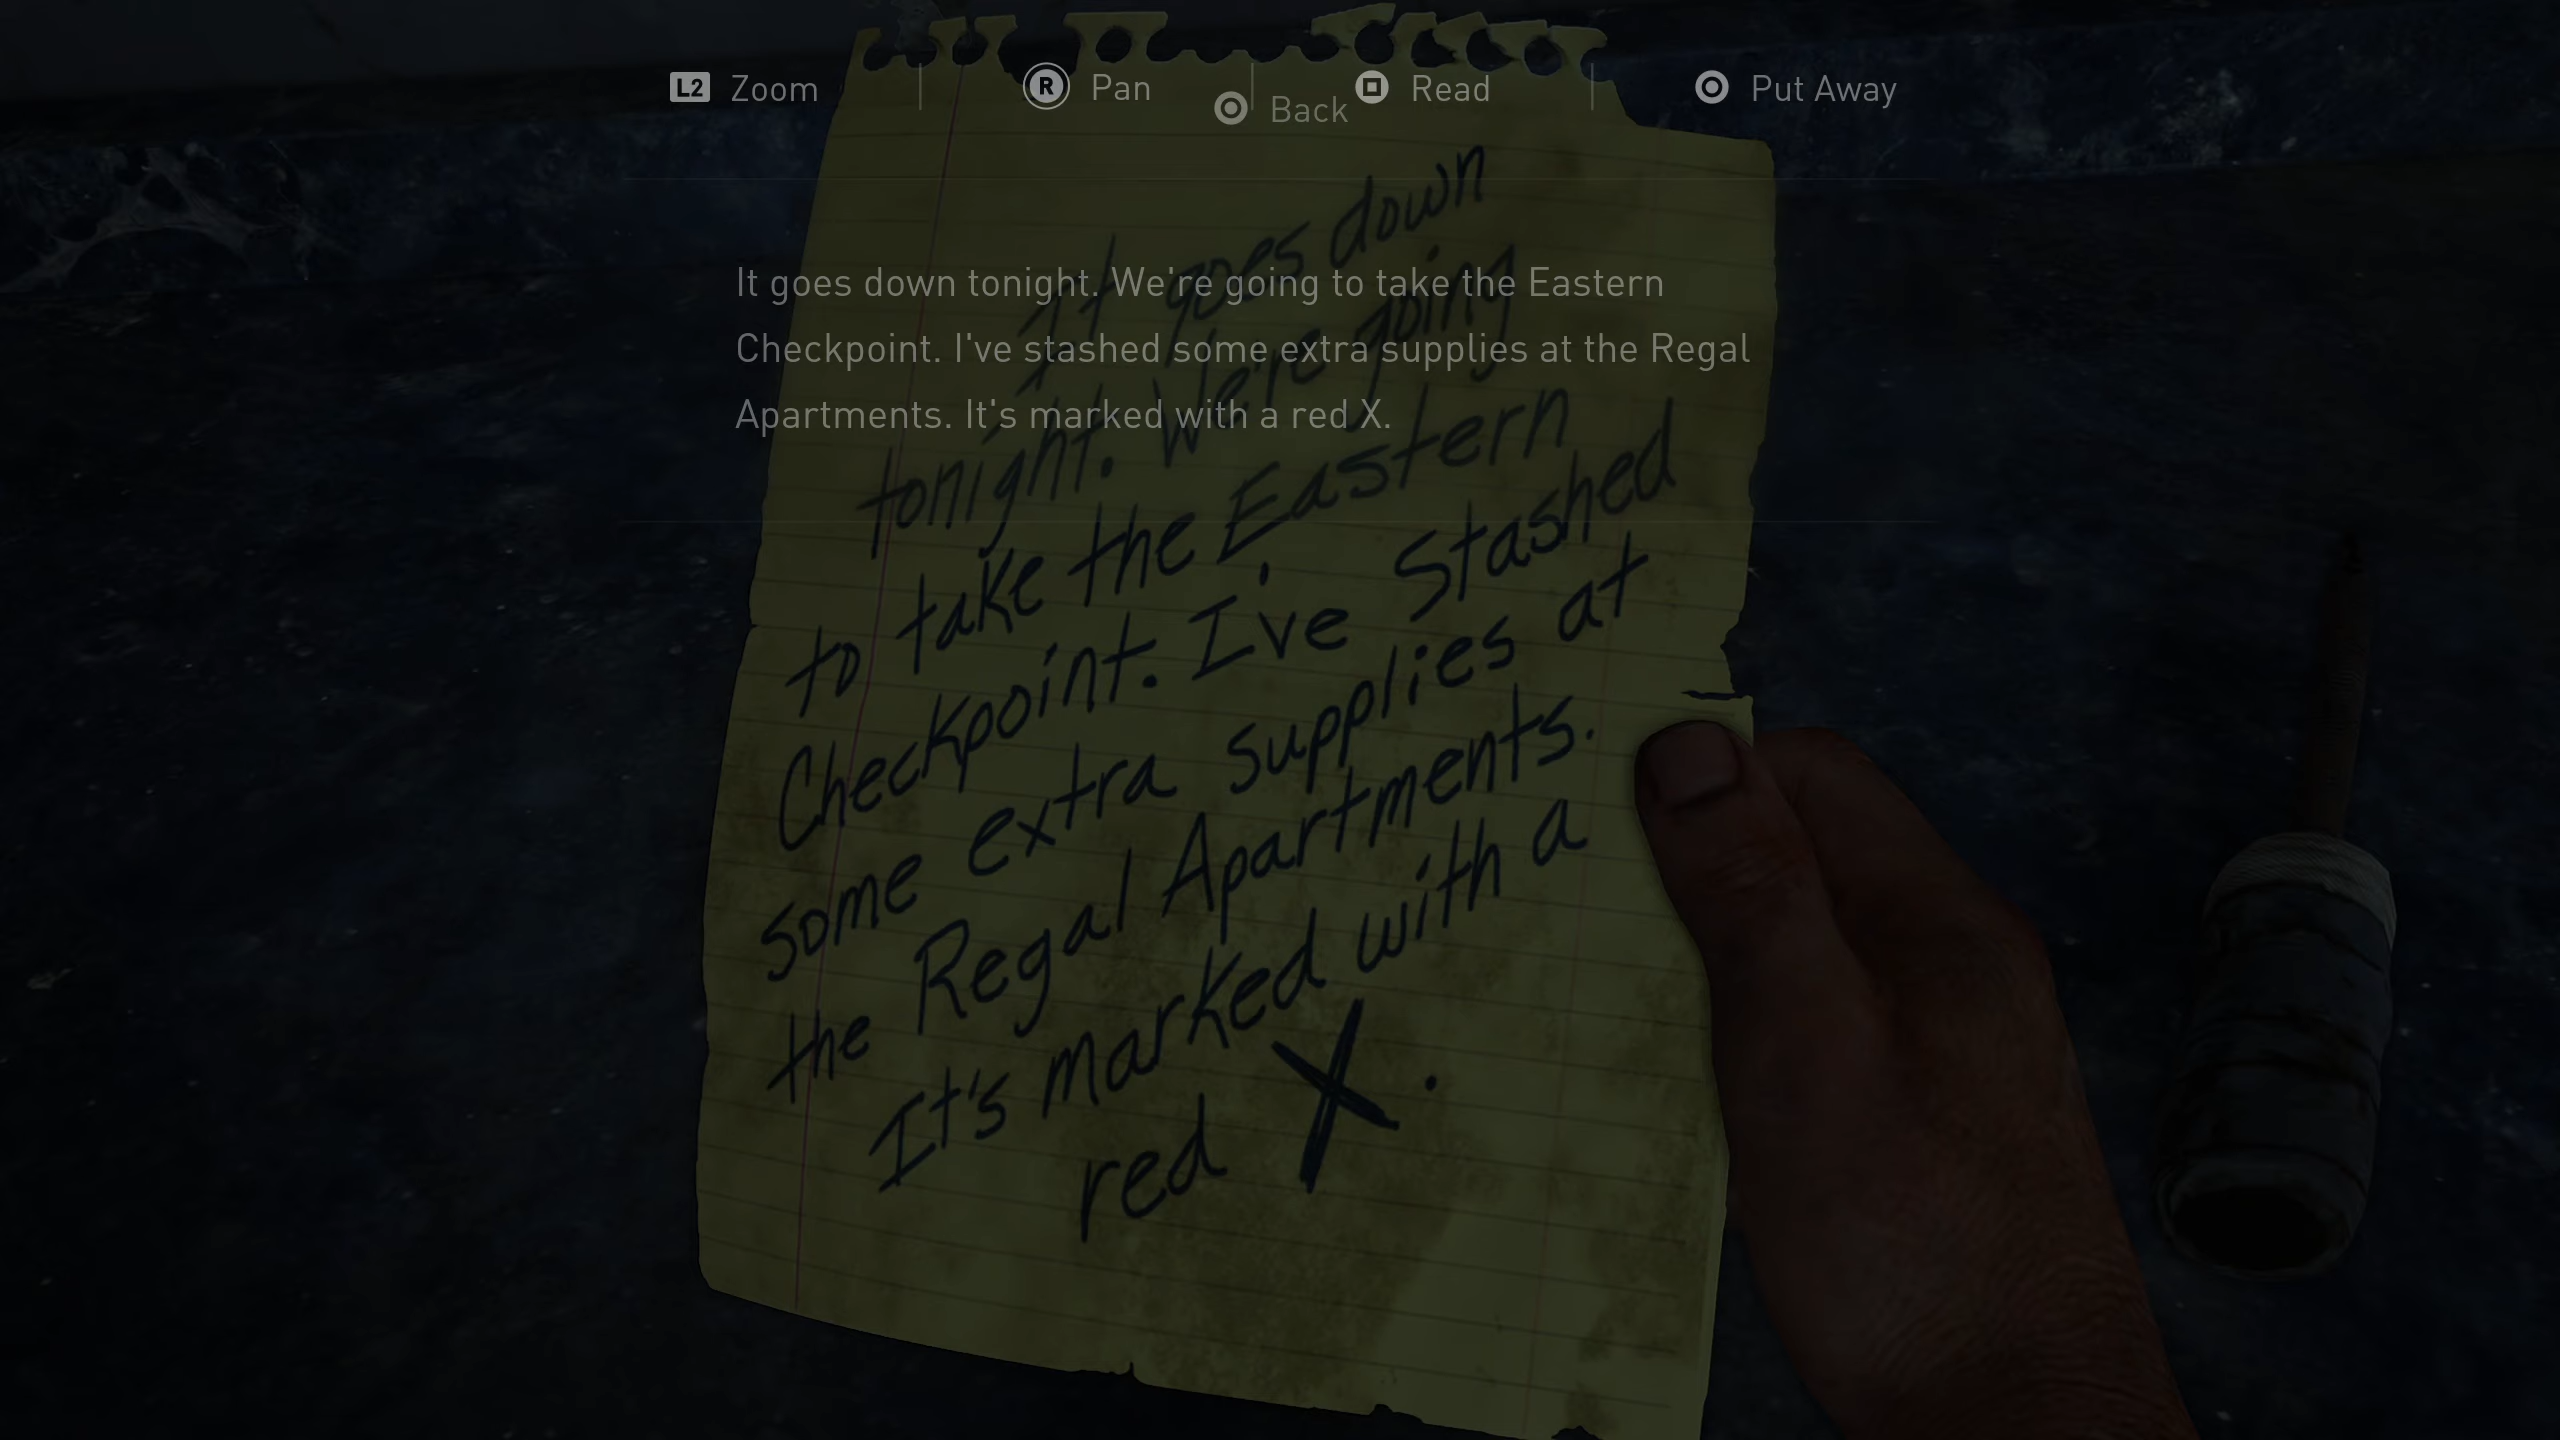 L2 Zoom
R Pan
Back
Read
Put Away
It goes down tonight. We're going to take the Eastern
Checkpoint. I've stashed some extra supplies at the Regal
Apartments. It's marked with a red X.
It goes down
tonight. We're going
to take the Eastern
Checkpoint. I've Stashed
some extra supplies at
the Regal Apartments.
It's marked with a
red X.